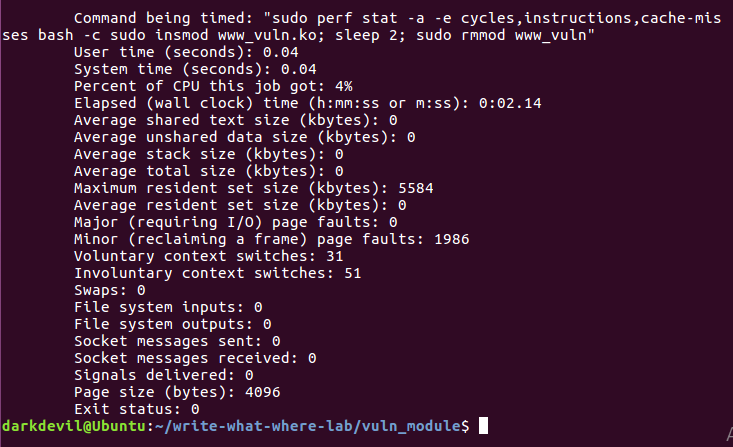 Command being timed: "sudo perf stat -a -e cycles,instructions,cache-mis
ses bash -c sudo insmod www_vuln.ko; sleep 2; sudo rmmod www_vuln"
User time (seconds): 0.04
System time (seconds): 0.04
Percent of CPU this job got: 4%
Elapsed (wall clock) time (h:mm:ss or m:ss): 0:02.14
Average shared text size (kbytes): 0
Average unshared data size (kbytes): 0
Average stack size (kbytes): 0
Average total size (kbytes): 0
Maximum resident set size (kbytes): 5584
Average resident set size (kbytes): 0
Major (requiring I/O) page faults: 0
Minor (reclaiming a frame) page faults: 1986
Voluntary context switches: 31
Involuntary context switches: 51
Swaps: 0
File system inputs: 0
File system outputs: 0
Socket messages sent: 0
Socket messages received: 0
Signals delivered: 0
Page size (bytes): 4096
Exit status: 0
darkdevil@Ubuntu:~/write-what-where-lab/vuln_module$